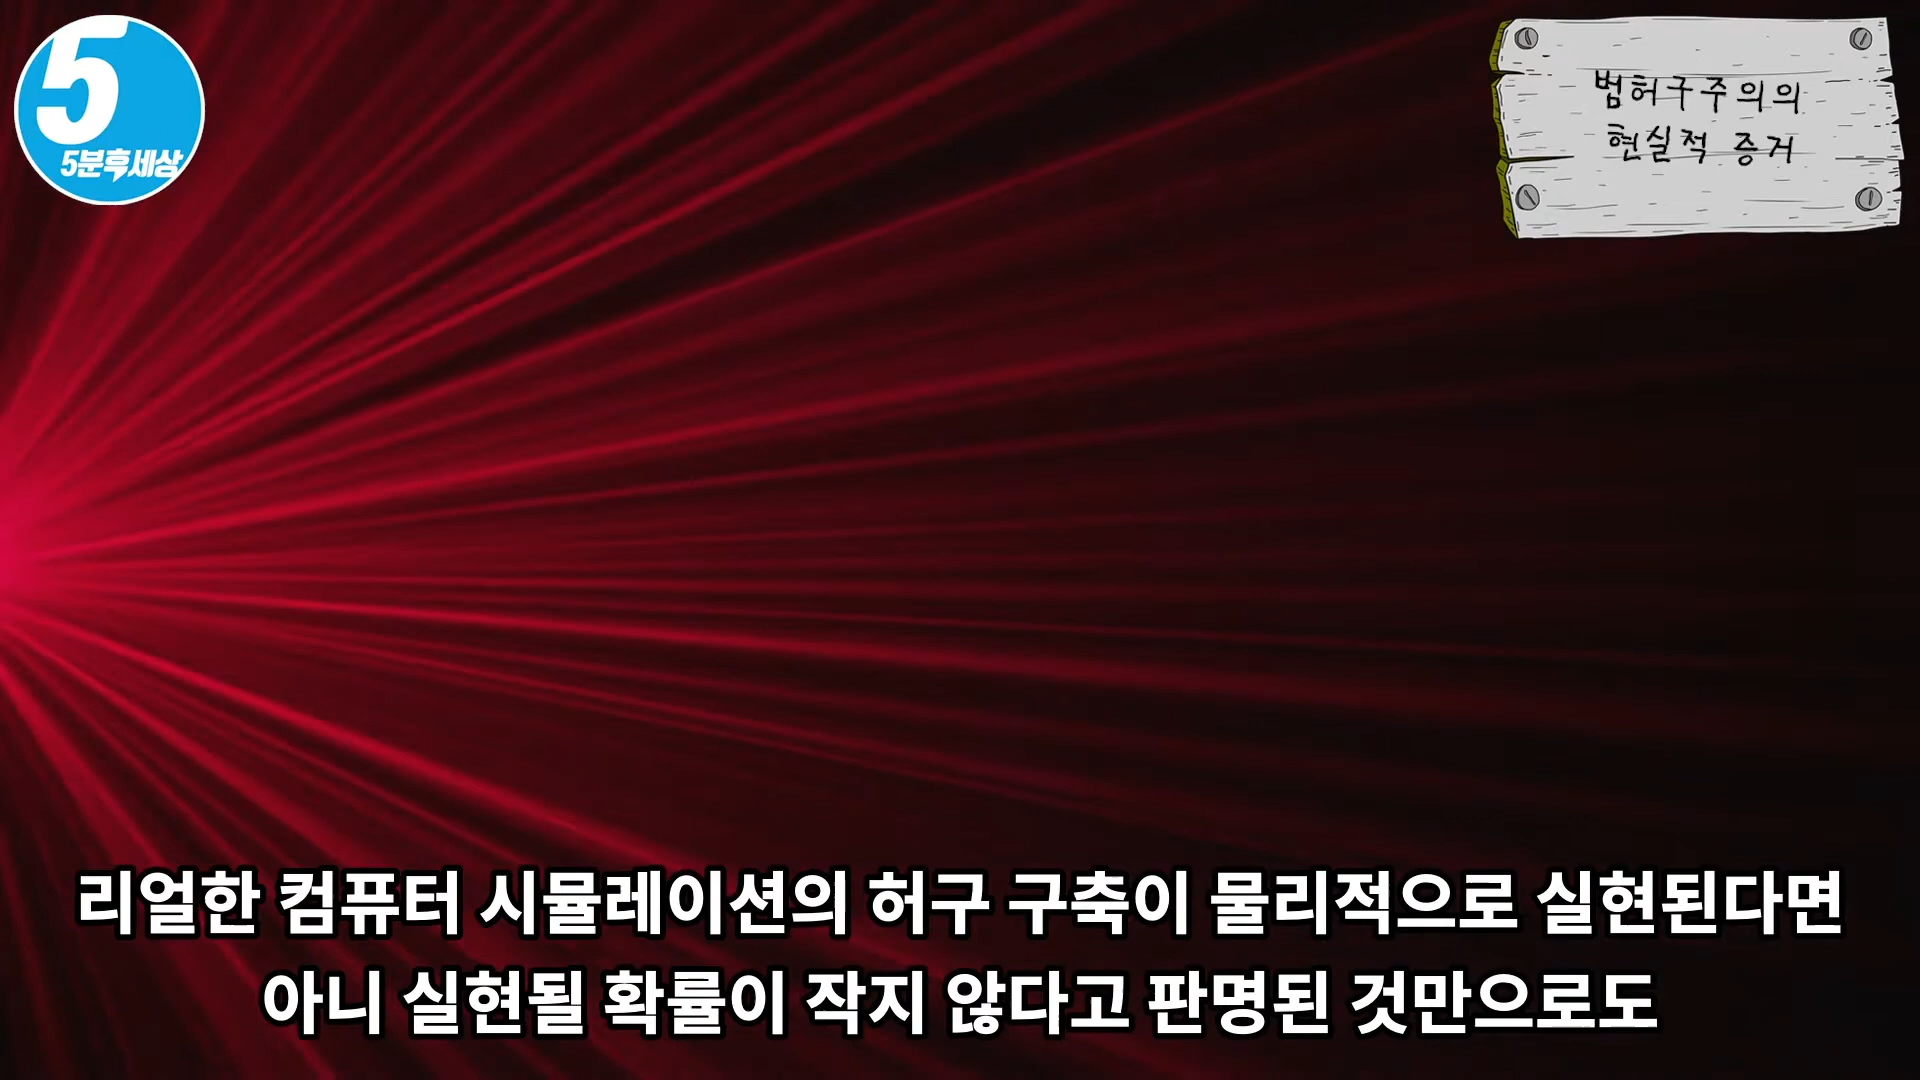 5
5분후세상
범허구주의의
현실적 증거
리얼한 컴퓨터 시뮬레이션의 허구 구축이 물리적으로 실현된다면
아니 실현될 확률이 작지 않다고 판명된 것만으로도